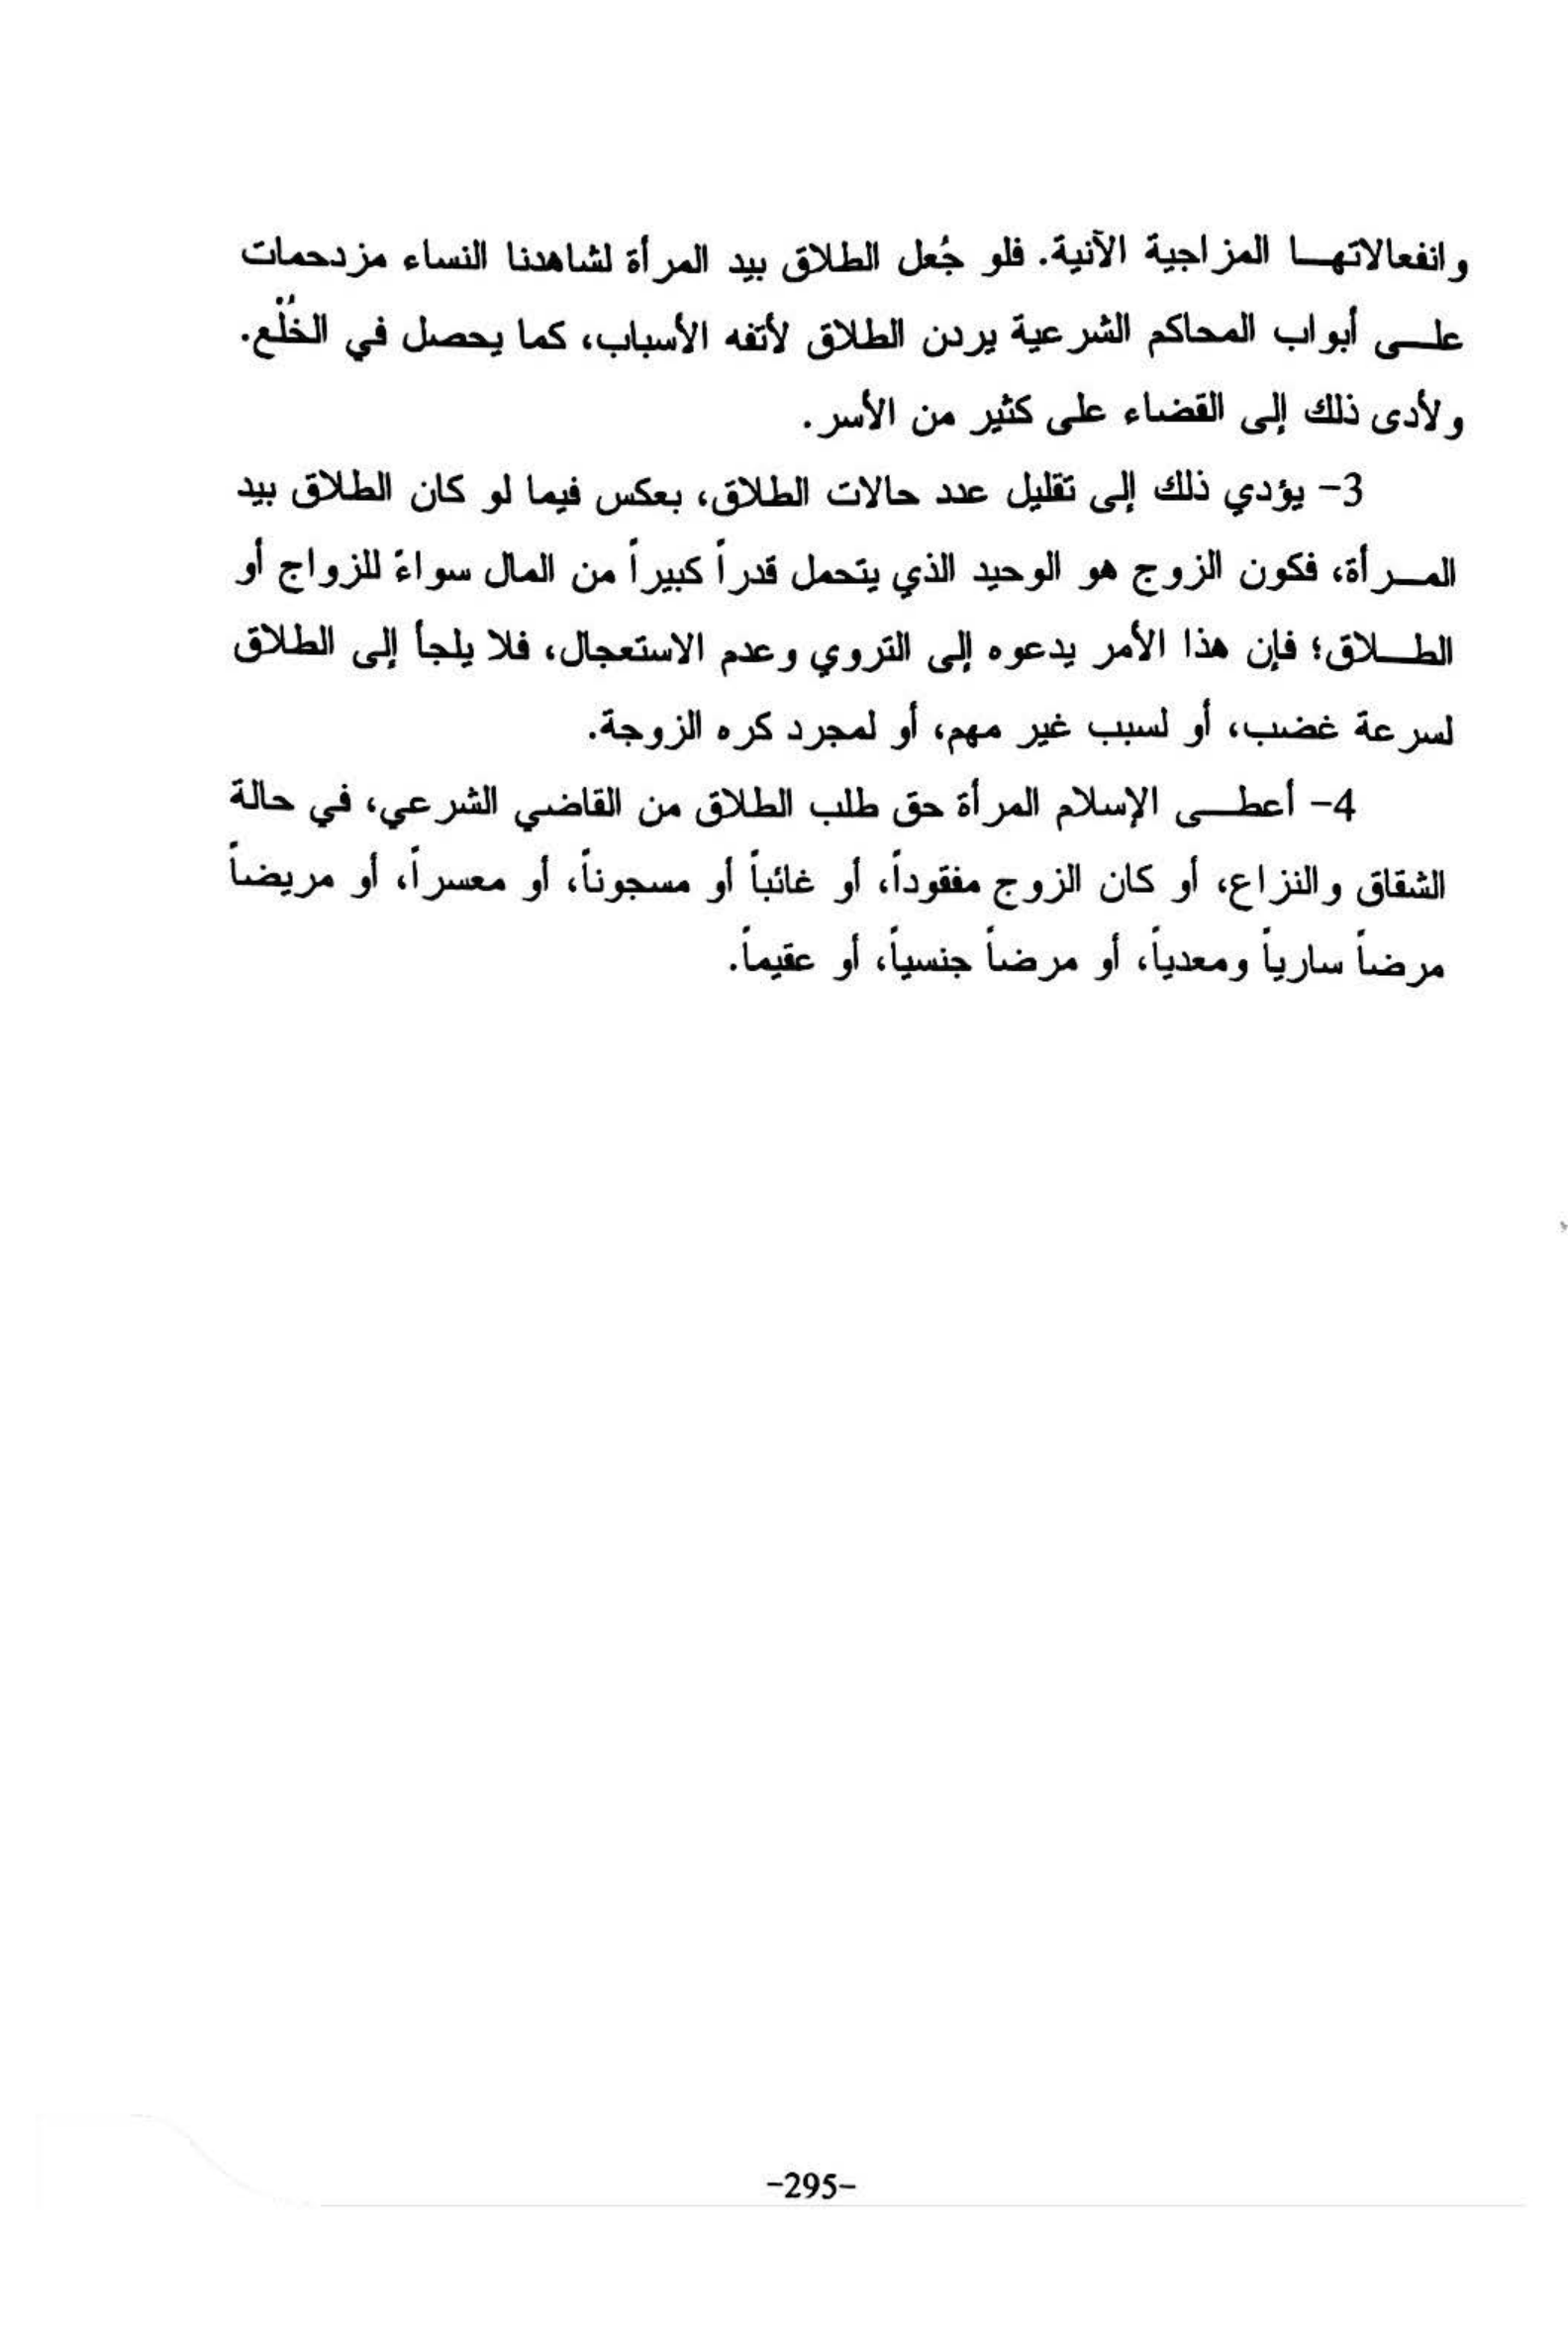 وانفعالاتهـــا المزاجية الآنية. فلو جُعل الطلاق بيد المرأة لشاهدنا النساء مزدحمات
علـــى أبواب المحاكم الشرعية يردن الطلاق لأتفه الأسباب، كما يحصل في الخُلْع.
ولأدى ذلك إلى القضاء على كثير من الأسر.
3- يؤدي ذلك إلى تقليل عدد حالات الطلاق، بعكس فيما لو كان الطلاق بيد
المـــرأة، فكون الزوج هو الوحيد الذي يتحمل قدراً كبيراً من المال سواءً للزواج أو
الطـــلاق؛ فإن هذا الأمر يدعوه إلى التروي وعدم الاستعجال، فلا يلجأ إلى الطلاق
لسرعة غضب، أو لسبب غير مهم، أو لمجرد كره الزوجة.
4- أعطـــى الإسلام المرأة حق طلب الطلاق من القاضي الشرعي، في حالة
الشقاق والنزاع، أو كان الزوج مفقوداً، أو غائباً أو مسجوناً، أو معسراً، أو مريضاً
مرضاً سارياً ومعدياً، أو مرضاً جنسياً، أو عقيماً.
-295-